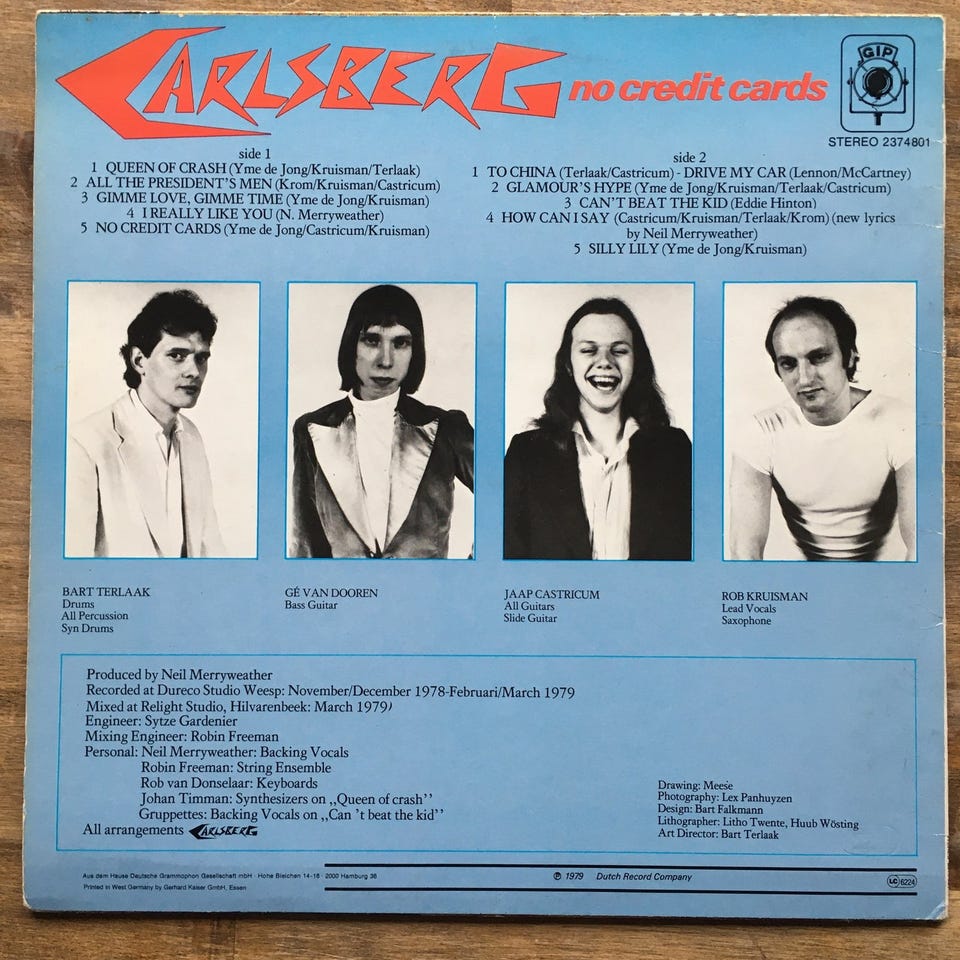 CARLSBERG no credit cards
GIP
STEREO 2374801
side 1
1 QUEEN OF CRASH (Yme de Jong/Kruisman/Terlaak)
2 ALL THE PRESIDENT'S MEN (Krom/Kruisman/Castricum)
3 GIMME LOVE, GIMME TIME (Yme de Jong/Kruisman)
4 I REALLY LIKE YOU (N. Merryweather)
5 NO CREDIT CARDS (Yme de Jong/Castricum/Kruisman)
side 2
1 TO CHINA (Terlaak/Castricum) - DRIVE MY CAR (Lennon/McCartney)
2 GLAMOUR'S HYPE (Yme de Jong/Kruisman/Terlaak/Castricum)
3 CAN'T BEAT THE KID (Eddie Hinton)
4 HOW CAN I SAY (Castricum/Kruisman/Terlaak/Krom) (new lyrics
by Neil Merryweather)
5 SILLY LILY (Yme de Jong/Kruisman)
BART TERLAAK
Drums
All Percussion
Syn Drums
GÉ VAN DOOREN
Bass Guitar
JAAP CASTRICUM
All Guitars
Slide Guitar
ROB KRUISMAN
Lead Vocals
Saxophone
Produced by Neil Merryweather
Recorded at Dureco Studio Weesp: November/December 1978-Februari/March 1979
Mixed at Relight Studio, Hilvarenbeek: March 1979)
Engineer: Sytze Gardenier
Mixing Engineer: Robin Freeman
Personal: Neil Merryweather: Backing Vocals
Robin Freeman: String Ensemble
Rob van Donselaar: Keyboards
Johan Timman: Synthesizers on ,,Queen of crash''
Gruppettes: Backing Vocals on ,,Can 't beat the kid''
All arrangements CARLSBERG
Drawing: Meese
Photography: Lex Panhuyzen
Design: Bart Falkmann
Lithographer: Litho Twente, Huub Wösting
Art Director: Bart Terlaak
Aus dem Hause Deutsche Grammophon Gesellschaft mbH · Hohe Bleichen 14-16 · 2000 Hamburg 36
Printed in West Germany by Gerhard Kaiser GmbH, Essen
℗ 1979 Dutch Record Company
LC 6224